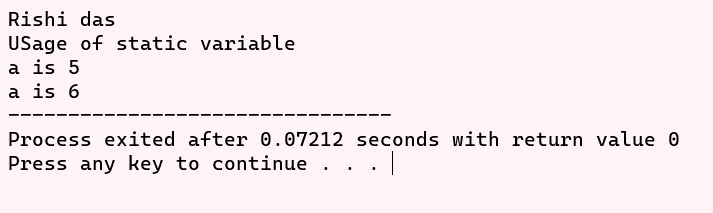 Rishi das
USage of static variable
a is 5
a is 6
--------------------------------
Process exited after 0.07212 seconds with return value 0
Press any key to continue . . .